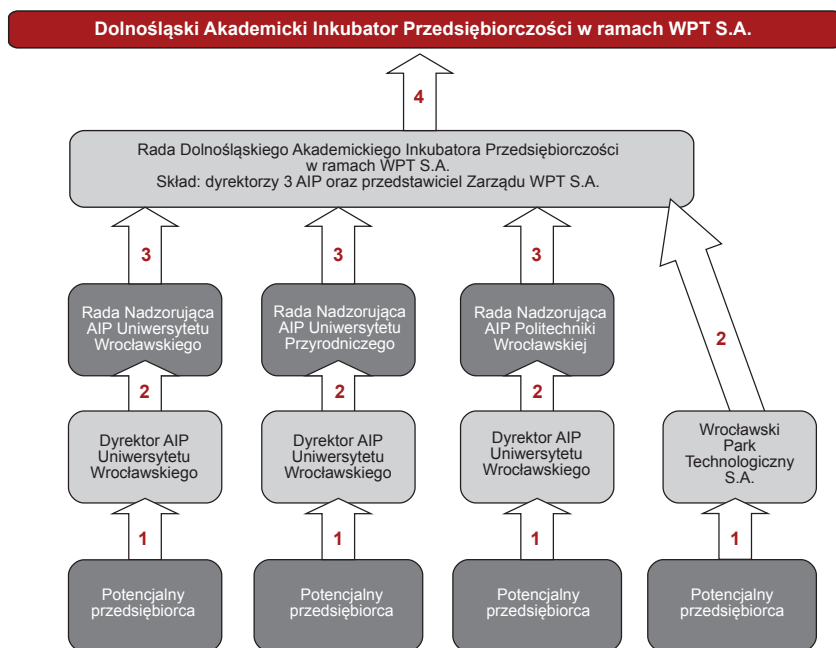 Dolnośląski Akademicki Inkubator Przedsiębiorczości w ramach WPT S.A.
4
Rada Dolnośląskiego Akademickiego Inkubatora Przedsiębiorczości
w ramach WPT S.A.
Skład: dyrektorzy 3 AIP oraz przedstawiciel Zarządu WPT S.A.
3
3
3
Rada Nadzorująca
AIP Uniwersytetu
Wrocławskiego
Rada Nadzorująca
AIP Uniwersytetu
Przyrodniczego
Rada Nadzorująca
AIP Politechniki
Wrocławskiej
2
2
2
2
Dyrektor AIP
Uniwersytetu
Wrocławskiego
Dyrektor AIP
Uniwersytetu
Wrocławskiego
Dyrektor AIP
Uniwersytetu
Wrocławskiego
Wrocławski
Park
Technologiczny
S.A.
1
1
1
1
Potencjalny
przedsiębiorca
Potencjalny
przedsiębiorca
Potencjalny
przedsiębiorca
Potencjalny
przedsiębiorca